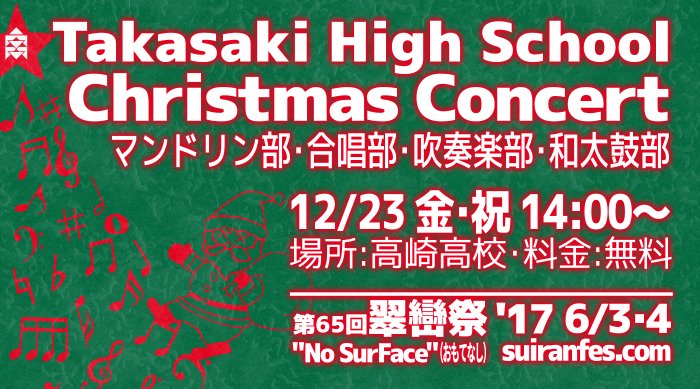 Takasaki High School
Christmas Concert
マンドリン部·合唱部·吹奏楽部·和太鼓部
12/23 金·祝 14:00〜
場所:高崎高校·料金:無料
第65回翠巒祭 '17 6/3·4
"No SurFace"(おもてなし) suiranfes.com